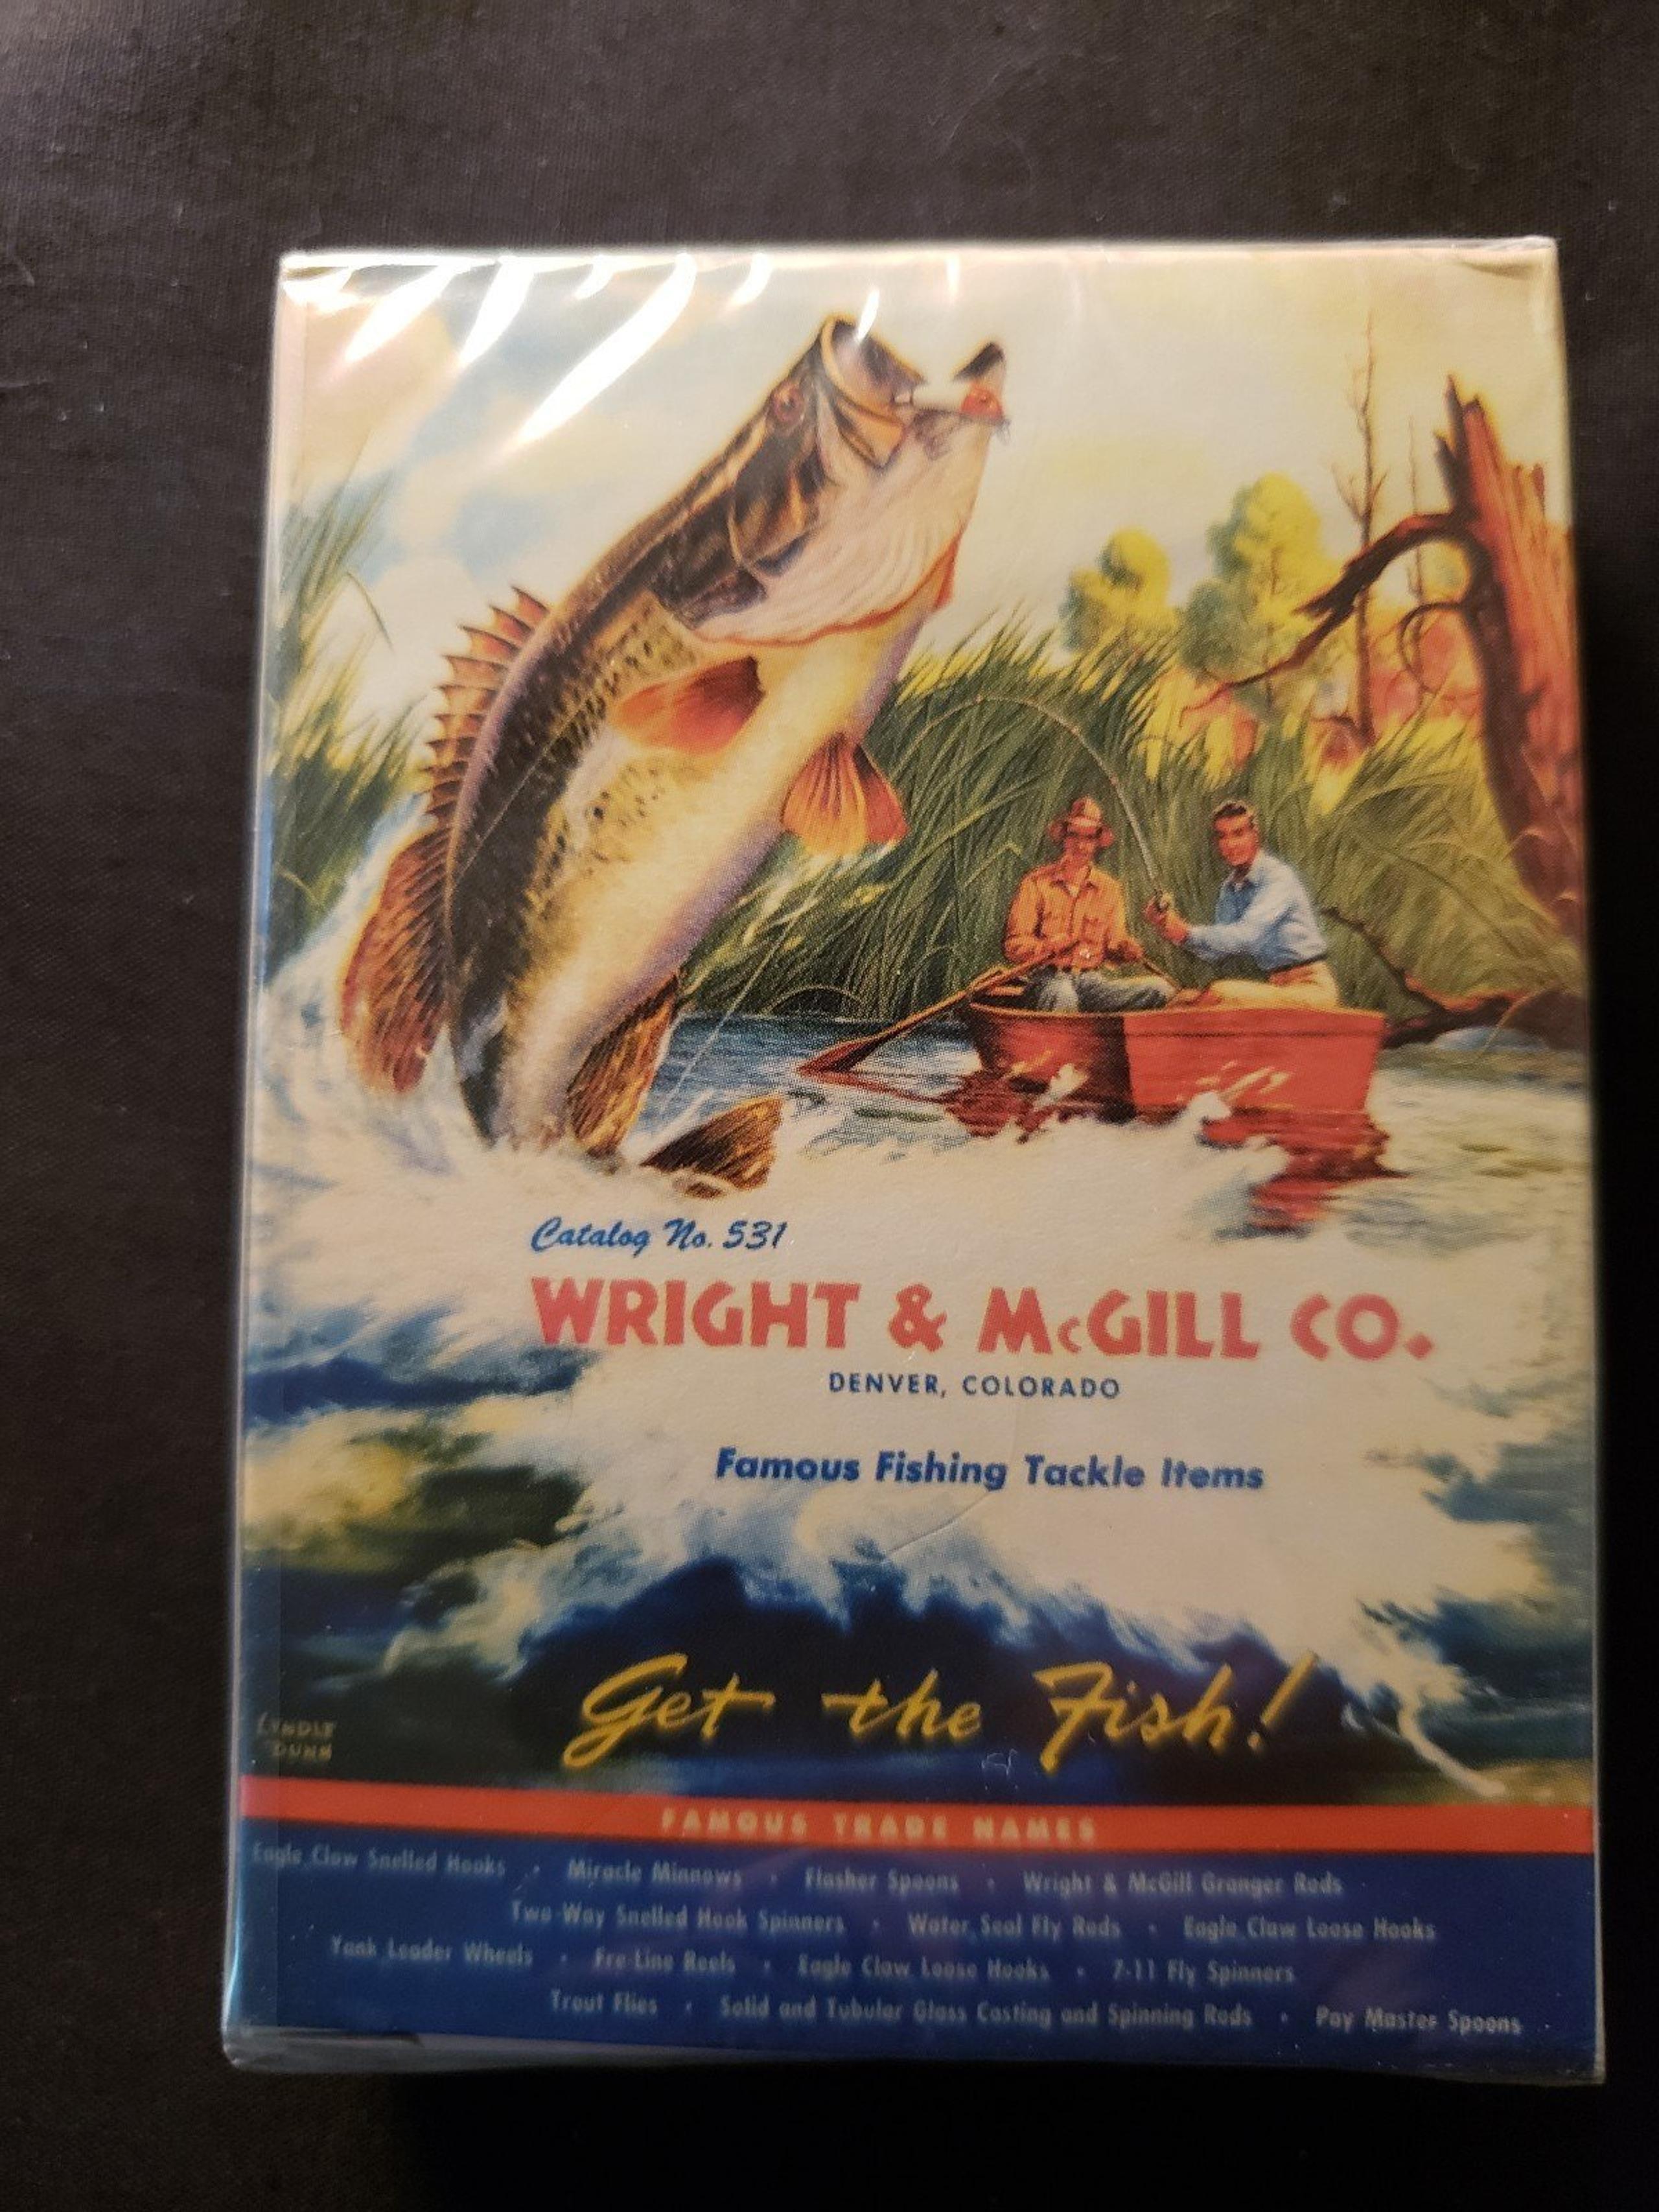 Catalog No. 531
WRIGHT & McGILL CO.
DENVER, COLORADO
Famous Fishing Tackle Items
Get the Fish!
LYNDLE
DUNN
FAMOUS TRADE NAMES
Eagle Claw Snelled Hooks • Miracle Minnows • Flasher Spoons • Wright & McGill Granger Rods
Two-Way Snelled Hook Spinners • Water Seal Fly Rods • Eagle Claw Loose Hooks
Yank Leader Wheels • Fre-Line Reels • Eagle Claw Loose Hooks • 7-11 Fly Spinners
Trout Flies • Solid and Tubular Glass Casting and Spinning Rods • Pay Master Spoons